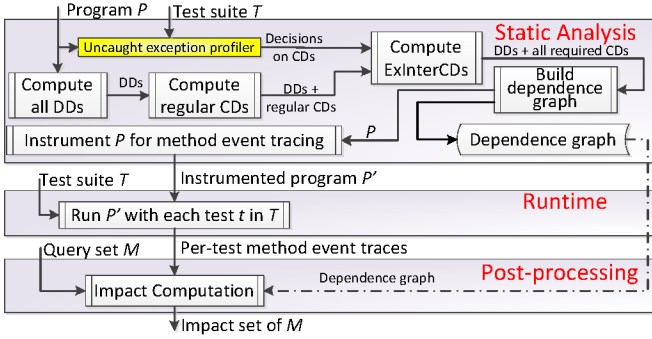 Program P
Test suite T
Static Analysis
Uncaught exception profiler
Decisions
on CDs
Compute
ExInterCDs
DDs + all required CDs
Compute
all DDs
DDs
Compute
regular CDs
DDs +
regular CDs
Build
dependence
graph
Instrument P for method event tracing
P
Dependence graph
Instrumented program P'
Test suite T
Runtime
Run P' with each test t in T
Query set M
Per-test method event traces
Post-processing
Impact Computation
Dependence graph
Impact set of M